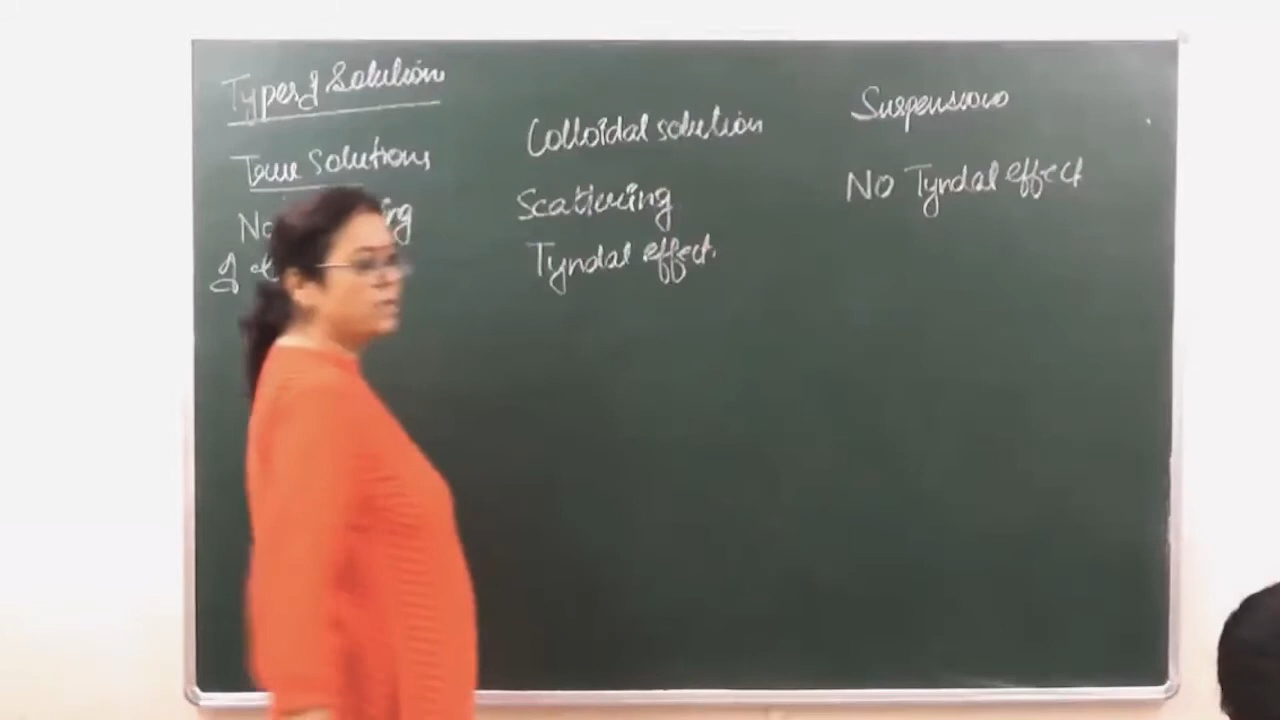 Types of Solution
True Solutions
Colloidal solution
Scattering
Tyndal effect.
Suspensions
No Tyndal effect